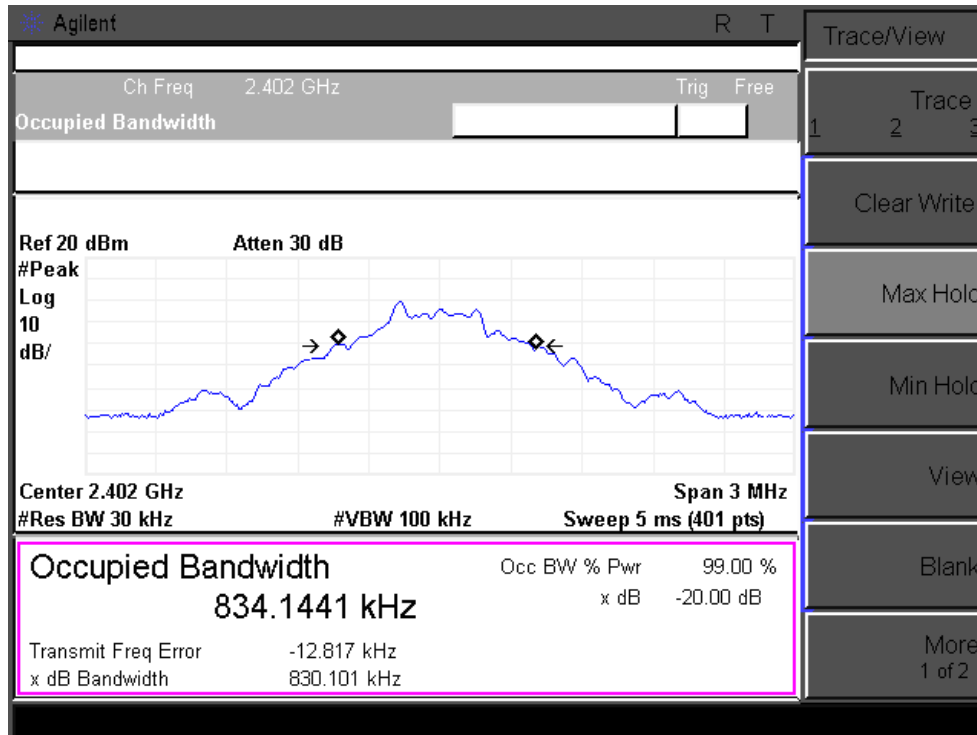 Agilent R T
Trace/View
Ch Freq 2.402 GHz Trig Free
Occupied Bandwidth
Trace
1 2 3
Clear Write
Max Hold
Min Hold
View
Blank
More
1 of 2
Ref 20 dBm Atten 30 dB
#Peak
Log
10
dB/
Center 2.402 GHz Span 3 MHz
#Res BW 30 kHz #VBW 100 kHz Sweep 5 ms (401 pts)
Occupied Bandwidth
834.1441 kHz
Occ BW % Pwr 99.00 %
x dB -20.00 dB
Transmit Freq Error -12.817 kHz
x dB Bandwidth 830.101 kHz